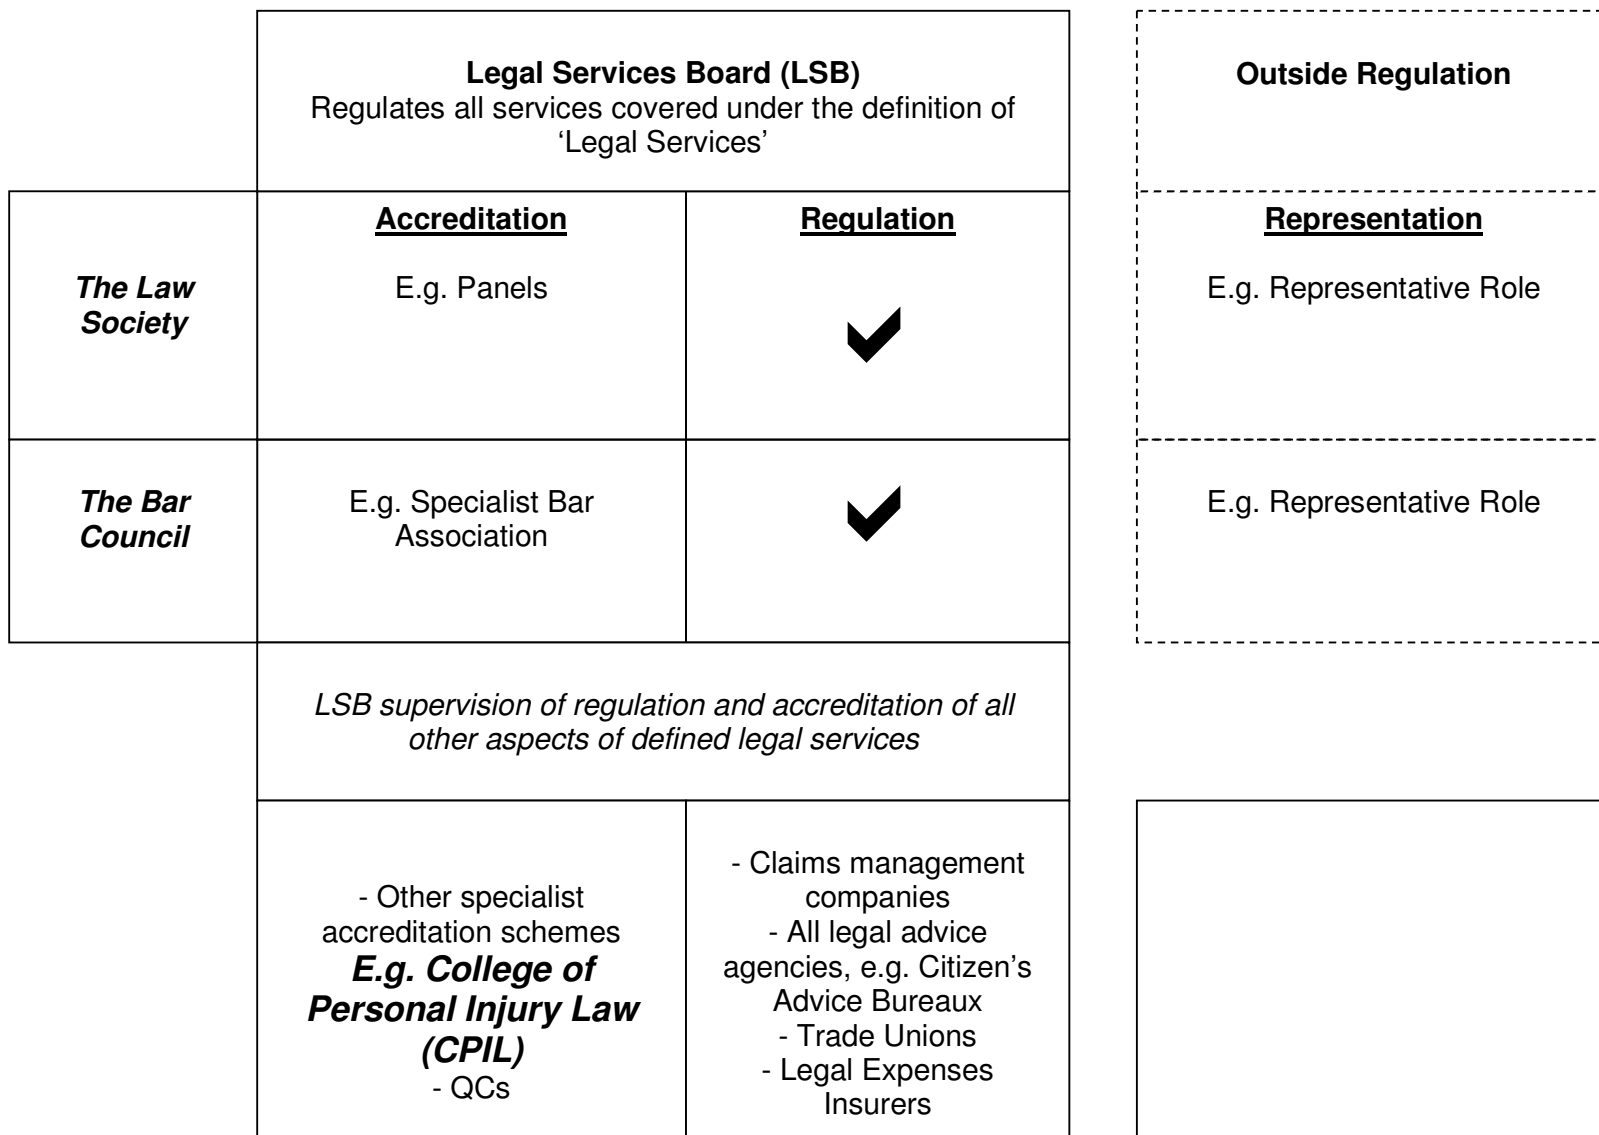 Legal Services Board (LSB)
Regulates all services covered under the definition of
‘Legal Services’
Outside Regulation
The Law
Society
Accreditation
E.g. Panels
Regulation
Representation
E.g. Representative Role
The Bar
Council
E.g. Specialist Bar
Association
E.g. Representative Role
LSB supervision of regulation and accreditation of all
other aspects of defined legal services
- Other specialist
accreditation schemes
E.g. College of
Personal Injury Law
(CPIL)
- QCs
- Claims management
companies
- All legal advice
agencies, e.g. Citizen’s
Advice Bureaux
- Trade Unions
- Legal Expenses
Insurers